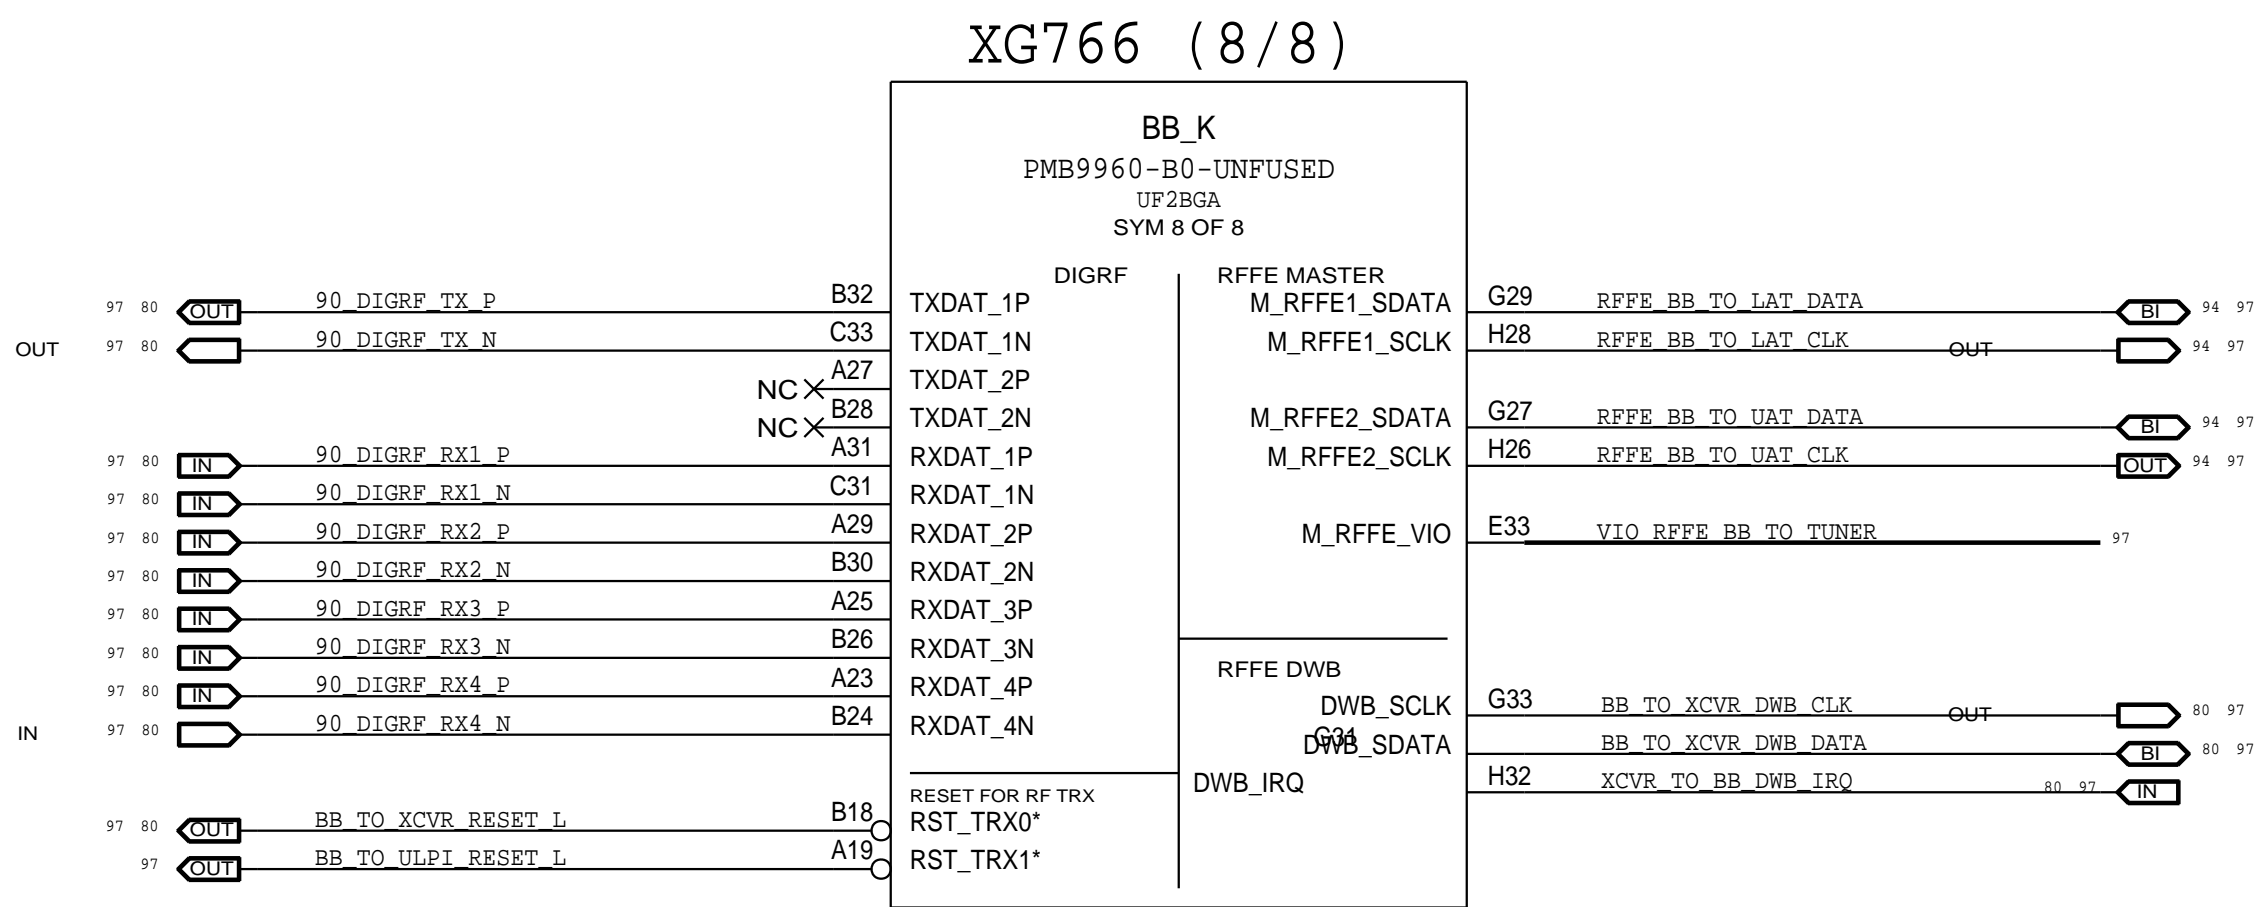 XG766 (8/8)
BB_K
PMB9960-B0-UNFUSED
UF2BGA
SYM 8 OF 8
DIGRF RFFE MASTER
97 80 OUT 90_DIGRF_TX_P B32 TXDAT_1P M_RFFE1_SDATA G29 RFFE_BB_TO_LAT_DATA BI 94 97
OUT 97 80 90_DIGRF_TX_N C33 TXDAT_1N M_RFFE1_SCLK H28 RFFE_BB_TO_LAT_CLK OUT 94 97
NC A27 TXDAT_2P
NC B28 TXDAT_2N M_RFFE2_SDATA G27 RFFE_BB_TO_UAT_DATA BI 94 97
97 80 IN 90_DIGRF_RX1_P A31 RXDAT_1P M_RFFE2_SCLK H26 RFFE_BB_TO_UAT_CLK OUT 94 97
97 80 IN 90_DIGRF_RX1_N C31 RXDAT_1N
97 80 IN 90_DIGRF_RX2_P A29 RXDAT_2P M_RFFE_VIO E33 VIO_RFFE_BB_TO_TUNER 97
97 80 IN 90_DIGRF_RX2_N B30 RXDAT_2N
97 80 IN 90_DIGRF_RX3_P A25 RXDAT_3P
97 80 IN 90_DIGRF_RX3_N B26 RXDAT_3N
RFFE DWB
97 80 IN 90_DIGRF_RX4_P A23 RXDAT_4P DWB_SCLK G33 BB_TO_XCVR_DWB_CLK OUT 80 97
IN 97 80 90_DIGRF_RX4_N B24 RXDAT_4N DWB_SDATA G31 BB_TO_XCVR_DWB_DATA BI 80 97
RESET FOR RF TRX DWB_IRQ H32 XCVR_TO_BB_DWB_IRQ 80 97 IN
97 80 OUT BB_TO_XCVR_RESET_L B18 RST_TRX0*
97 OUT BB_TO_ULPI_RESET_L A19 RST_TRX1*